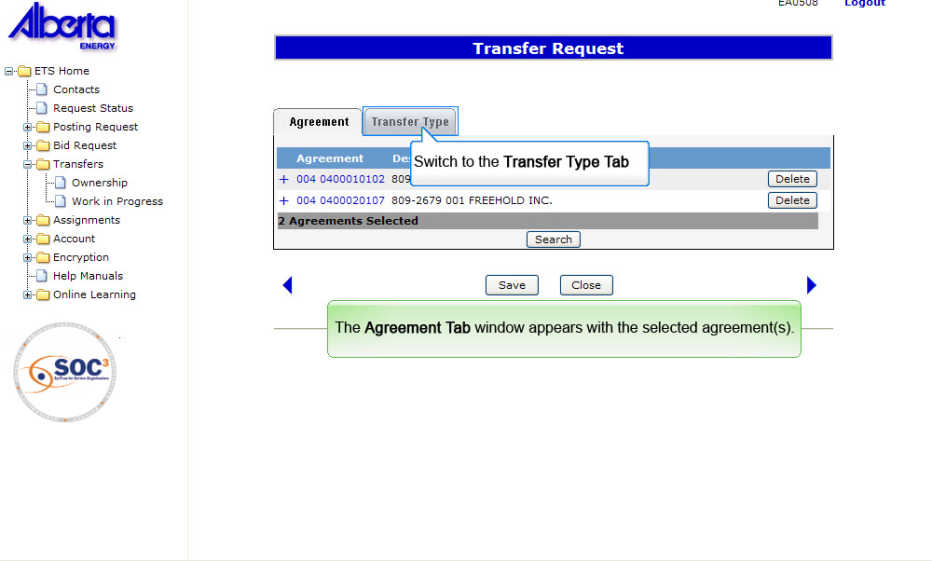 EA0508 Logout
Alberta
ENERGY
Transfer Request
ETS Home
Contacts
Request Status
Posting Request
Bid Request
Transfers
Ownership
Work in Progress
Assignments
Account
Encryption
Help Manuals
Online Learning
SOC3
Agreement Transfer Type
Switch to the Transfer Type Tab
Agreement
+ 004 0400010102 809 Delete
+ 004 0400020107 809-2679 001 FREEHOLD INC. Delete
2 Agreements Selected
Search
Save Close
The Agreement Tab window appears with the selected agreement(s).